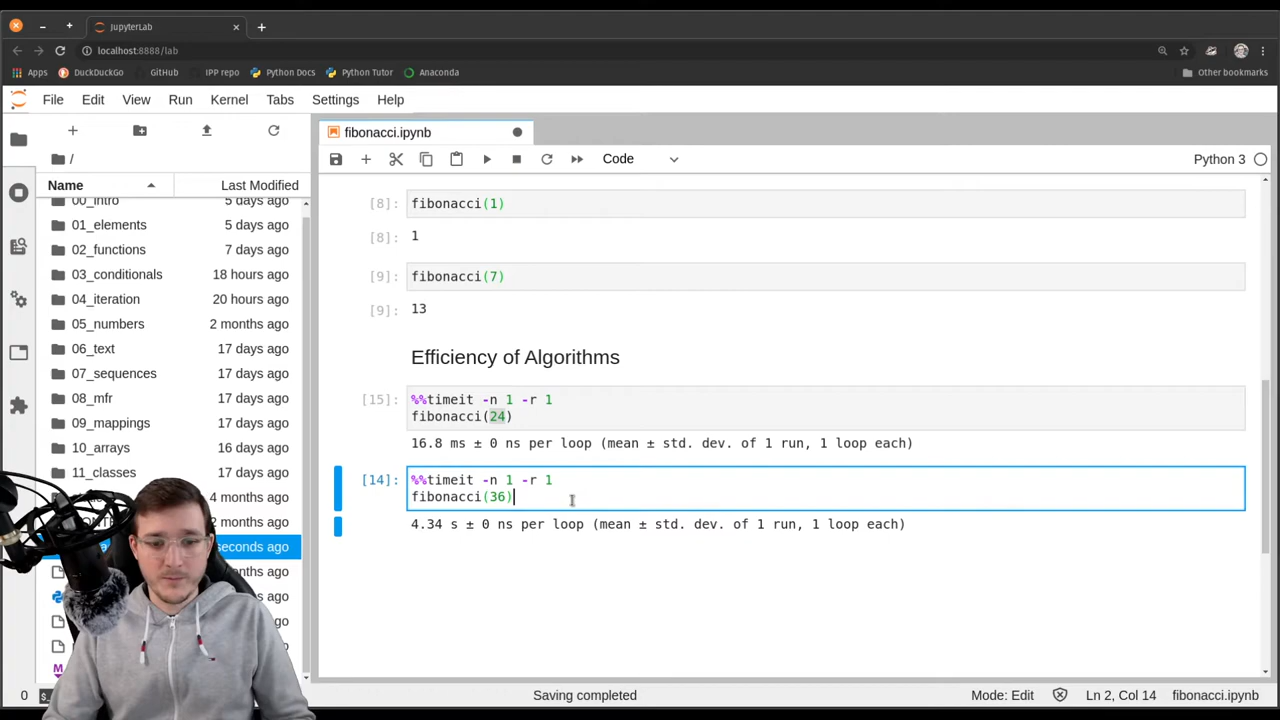 JupyterLab
localhost:8888/lab
Apps DuckDuckGo GitHub IPP repo Python Docs Python Tutor Anaconda Other bookmarks
File Edit View Run Kernel Tabs Settings Help
fibonacci.ipynb
/
Code
Python 3
Name Last Modified
00_intro 5 days ago
01_elements 5 days ago
02_functions 7 days ago
03_conditionals 18 hours ago
04_iteration 20 hours ago
05_numbers 2 months ago
06_text 17 days ago
07_sequences 17 days ago
08_mfr 17 days ago
09_mappings 17 days ago
10_arrays 16 days ago
11_classes 17 days ago
2 months ago
seconds ago
[8]: fibonacci(1)
[8]: 1
[9]: fibonacci(7)
[9]: 13
Efficiency of Algorithms
[15]: %%timeit -n 1 -r 1
fibonacci(24)
16.8 ms ± 0 ns per loop (mean ± std. dev. of 1 run, 1 loop each)
[14]: %%timeit -n 1 -r 1
fibonacci(36)
4.34 s ± 0 ns per loop (mean ± std. dev. of 1 run, 1 loop each)
0 $_ Saving completed Mode: Edit Ln 2, Col 14 fibonacci.ipynb